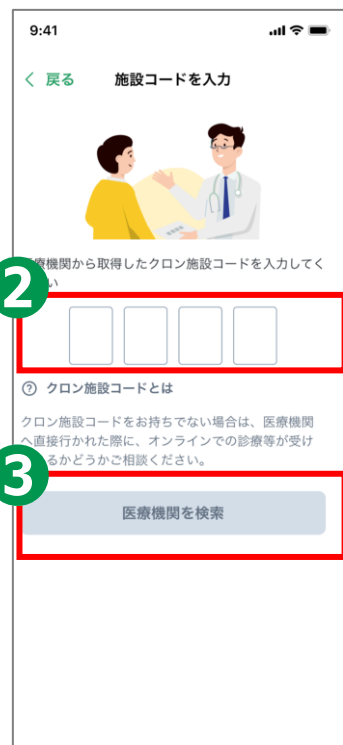 9:41
戻る
施設コードを入力
療機関から取得したクロン施設コードを入力してく
い
2
? クロン施設コードとは
クロン施設コードをお持ちでない場合は、医療機関
へ直接行かれた際に、オンラインでの診療等が受け
るかどうかご相談ください。
3
医療機関を検索